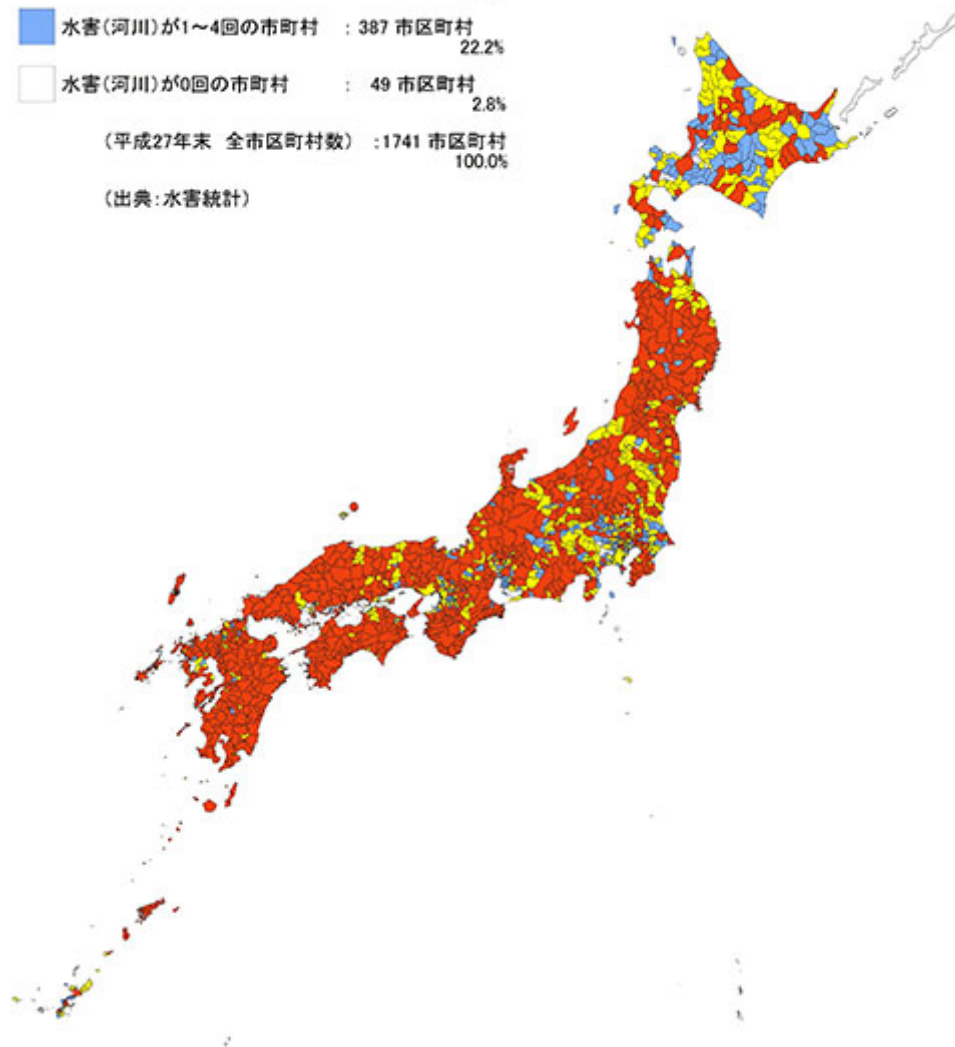 水害(河川)が1～4回の市町村 : 387 市区町村
22.2%
水害(河川)が0回の市町村 : 49 市区町村
2.8%
(平成27年末 全市区町村数) :1741 市区町村
100.0%
(出典:水害統計)